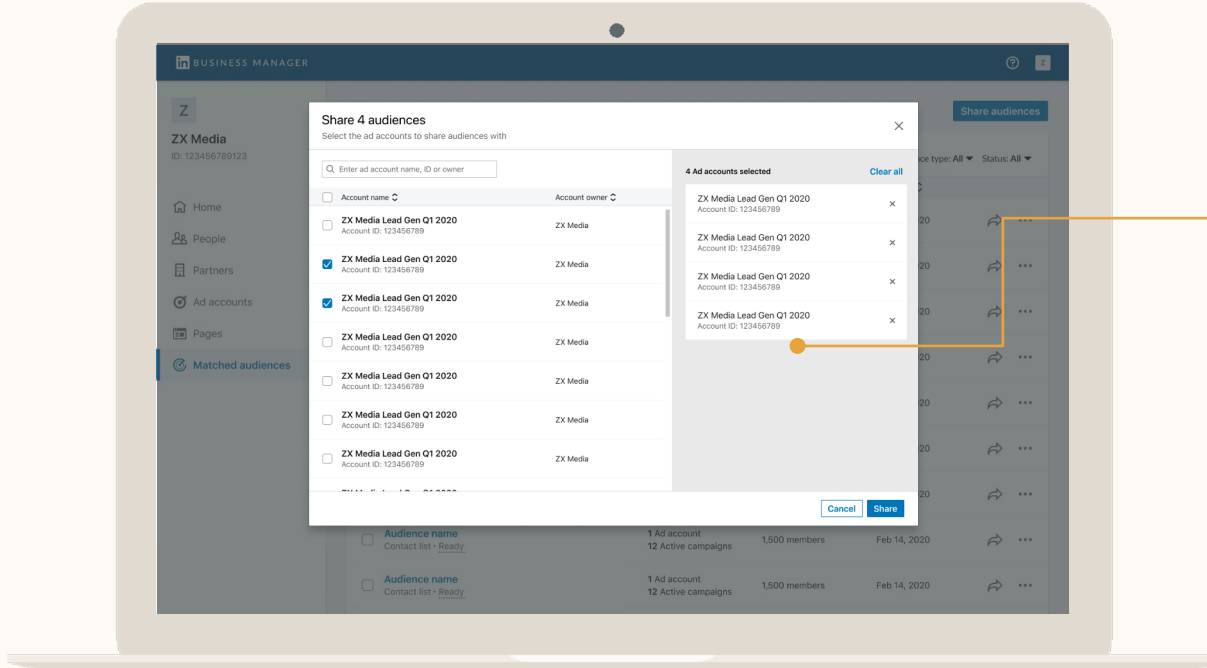 in BUSINESS MANAGER
Z
Z
ZX Media
ID: 123456789123
Home
People
Partners
Ad accounts
Pages
Matched audiences
Share audiences
ce type: All Status: All
Share 4 audiences
Select the ad accounts to share audiences with
Enter ad account name, ID or owner
Account name Account owner
ZX Media Lead Gen Q1 2020 ZX Media
Account ID: 123456789
ZX Media Lead Gen Q1 2020 ZX Media
Account ID: 123456789
ZX Media Lead Gen Q1 2020 ZX Media
Account ID: 123456789
ZX Media Lead Gen Q1 2020 ZX Media
Account ID: 123456789
ZX Media Lead Gen Q1 2020 ZX Media
Account ID: 123456789
ZX Media Lead Gen Q1 2020 ZX Media
Account ID: 123456789
ZX Media Lead Gen Q1 2020 ZX Media
Account ID: 123456789
4 Ad accounts selected Clear all
ZX Media Lead Gen Q1 2020
Account ID: 123456789
ZX Media Lead Gen Q1 2020
Account ID: 123456789
ZX Media Lead Gen Q1 2020
Account ID: 123456789
ZX Media Lead Gen Q1 2020
Account ID: 123456789
20
20
20
20
20
20
20
Cancel Share
Audience name 1 Ad account
Contact list • Ready 12 Active campaigns 1,500 members Feb 14, 2020
Audience name 1 Ad account
Contact list • Ready 12 Active campaigns 1,500 members Feb 14, 2020